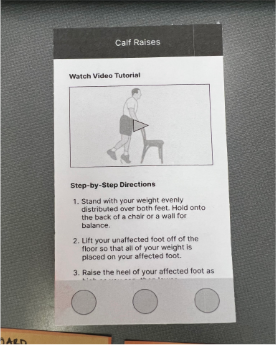 Calf Raises
Watch Video Tutorial
Step-by-Step Directions
1. Stand with your weight evenly
distributed over both feet. Hold onto
the back of a chair or a wall for
balance.
2. Lift your unaffected foot off of the
floor so that all of your weight is
placed on your affected foot.
3. Raise the heel of your affected foot as